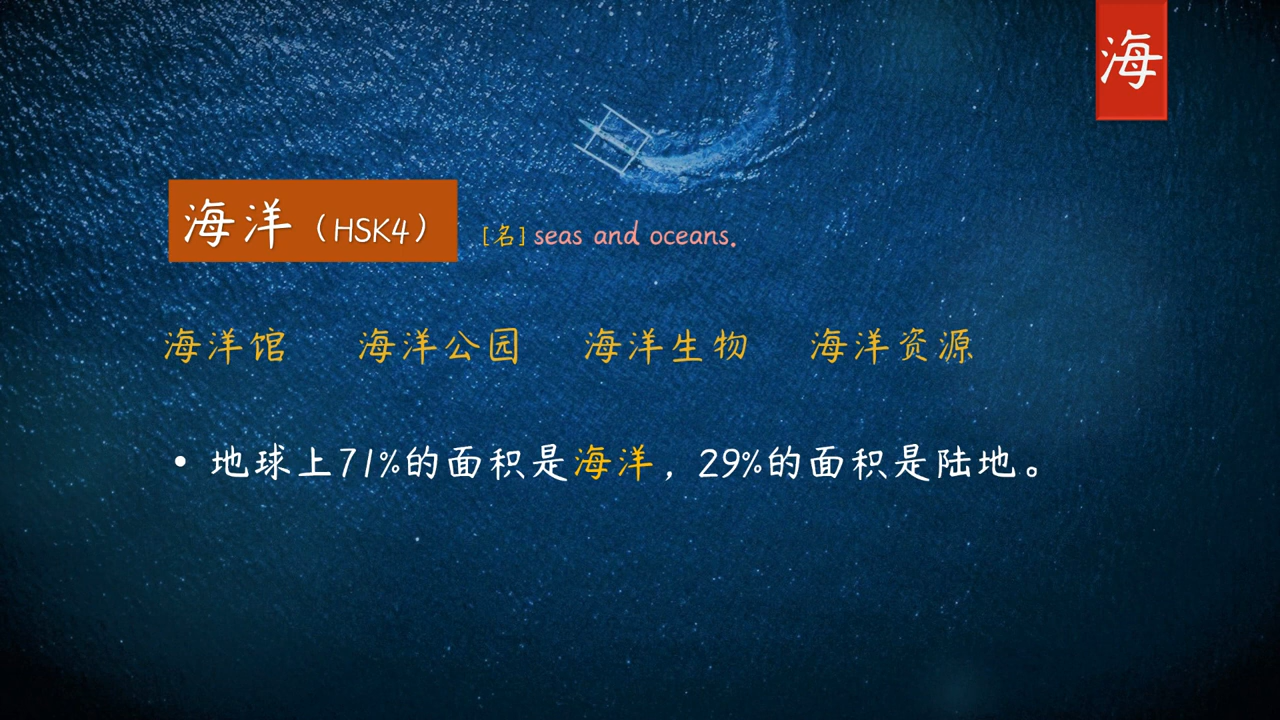 海
海洋（HSK4） [名] seas and oceans.
海洋馆 海洋公园 海洋生物 海洋资源
• 地球上71%的面积是海洋，29%的面积是陆地。